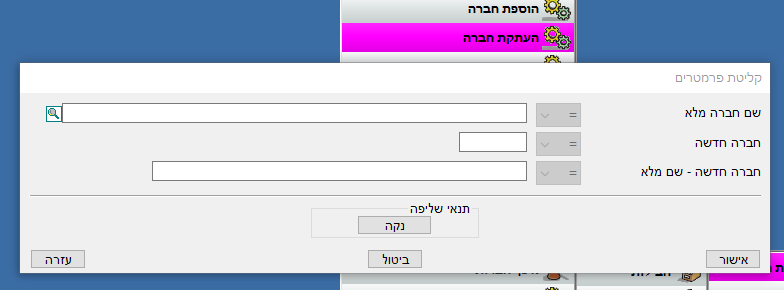 הוספת חברה
העתקת חברה
קליטת פרמטרים
שם חברה מלא
=
חברה חדשה
=
חברה חדשה - שם מלא
=
תנאי שליפה
נקה
אישור
ביטול
עזרה